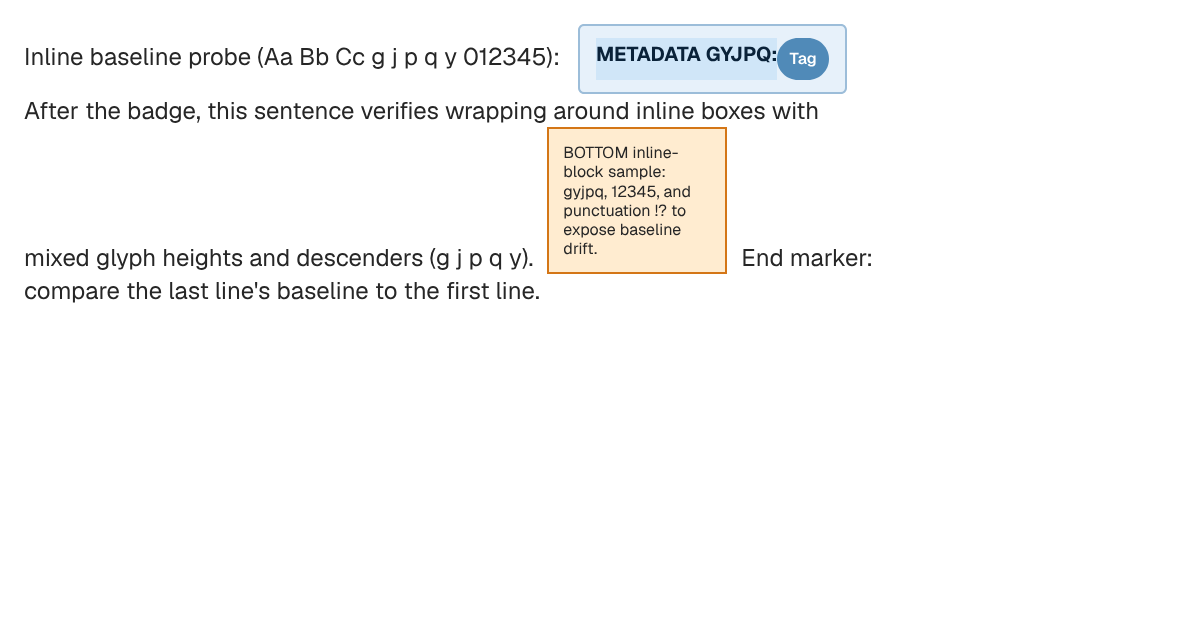 Inline baseline probe (Aa Bb Cc g j p q y 012345): METADATA GYJPQ: Tag
After the badge, this sentence verifies wrapping around inline boxes with
mixed glyph heights and descenders (g j p q y).
BOTTOM inline-
block sample:
gyjpq, 12345, and
punctuation !? to
expose baseline
drift.
End marker:
compare the last line's baseline to the first line.